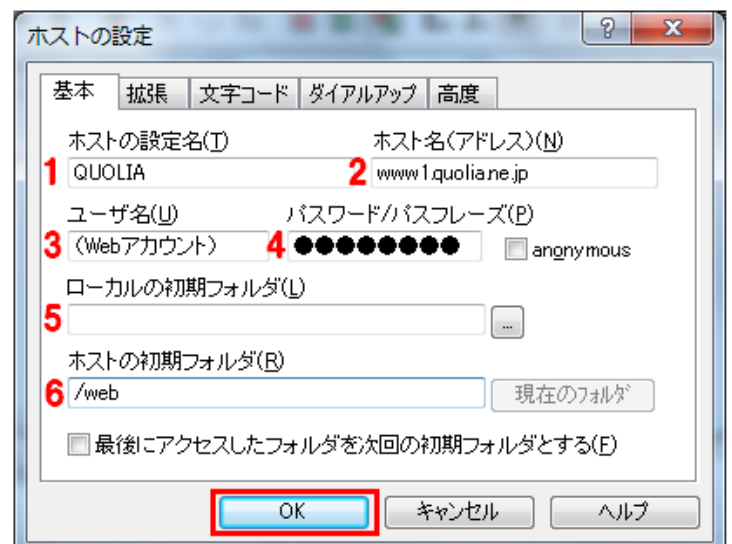 ホストの設定
基本 拡張 文字コード ダイアルアップ 高度
ホストの設定名(T) ホスト名(アドレス)(N)
1 QUOLIA 2 www1.quolia.ne.jp
ユーザ名(U) パスワード/パスフレーズ(P)
3 (Webアカウント) 4 ●●●●●●●● anonymous
ローカルの初期フォルダ(L)
5 ...
ホストの初期フォルダ(R)
6 /web 現在のフォルダ
最後にアクセスしたフォルダを次回の初期フォルダとする(F)
OK キャンセル ヘルプ